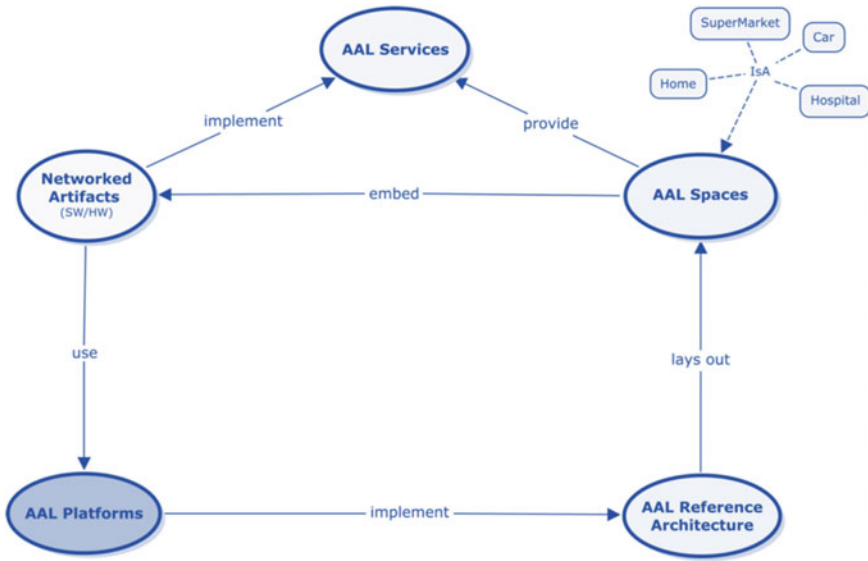 SuperMarket
Car
AAL Services
IsA
Home
Hospital
implement
provide
Networked
Artifacts
(SW/HW)
embed
AAL Spaces
use
lays out
AAL Platforms
implement
AAL Reference
Architecture